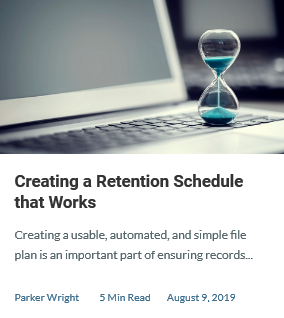 Creating a Retention Schedule
that Works
Creating a usable, automated, and simple file
plan is an important part of ensuring records...
Parker Wright 5 Min Read August 9, 2019